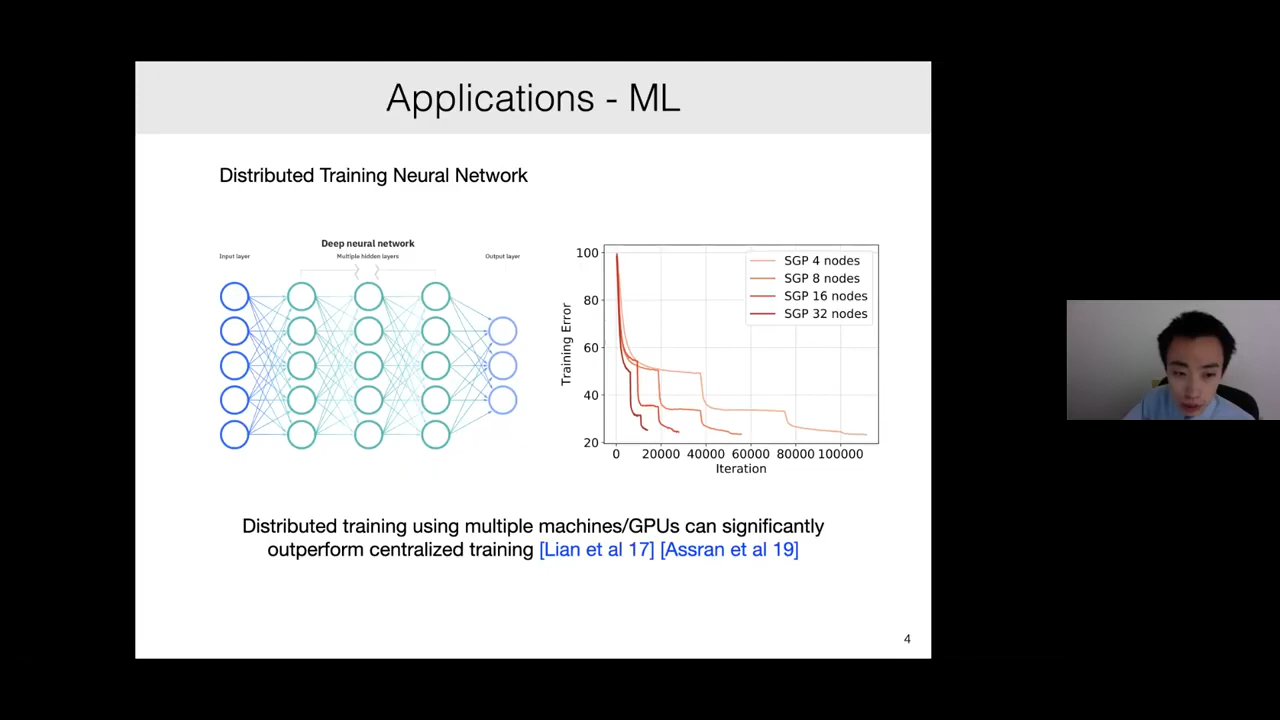 Applications - ML
Distributed Training Neural Network
Deep neural network
Input layer
Multiple hidden layers
Output layer
100
80
60
40
20
Training Error
SGP 4 nodes
SGP 8 nodes
SGP 16 nodes
SGP 32 nodes
0 20000 40000 60000 80000 100000
Iteration
Distributed training using multiple machines/GPUs can significantly
outperform centralized training [Lian et al 17] [Assran et al 19]
4